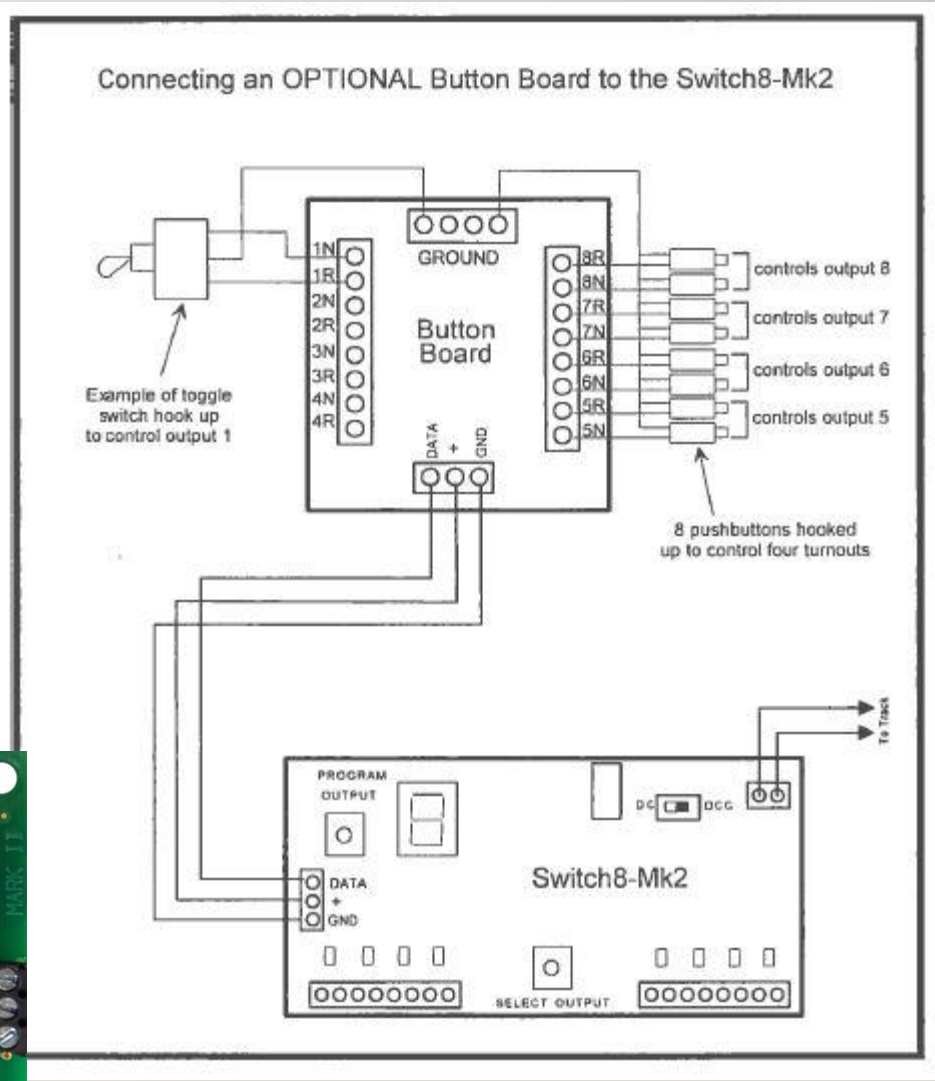 Connecting an OPTIONAL Button Board to the Switch8-Mk2
GROUND
1N
1R
2N
2R
3N
3R
4N
4R
Button
Board
8R
8N
7R
7N
6R
6N
5R
5N
controls output 8
controls output 7
controls output 6
controls output 5
DATA
+
GND
Example of toggle
switch hook up
to control output 1
8 pushbuttons hooked
up to control four turnouts
To Track
PROGRAM
OUTPUT
DC
DCC
Switch8-Mk2
DATA
+
GND
SELECT OUTPUT
MARK II